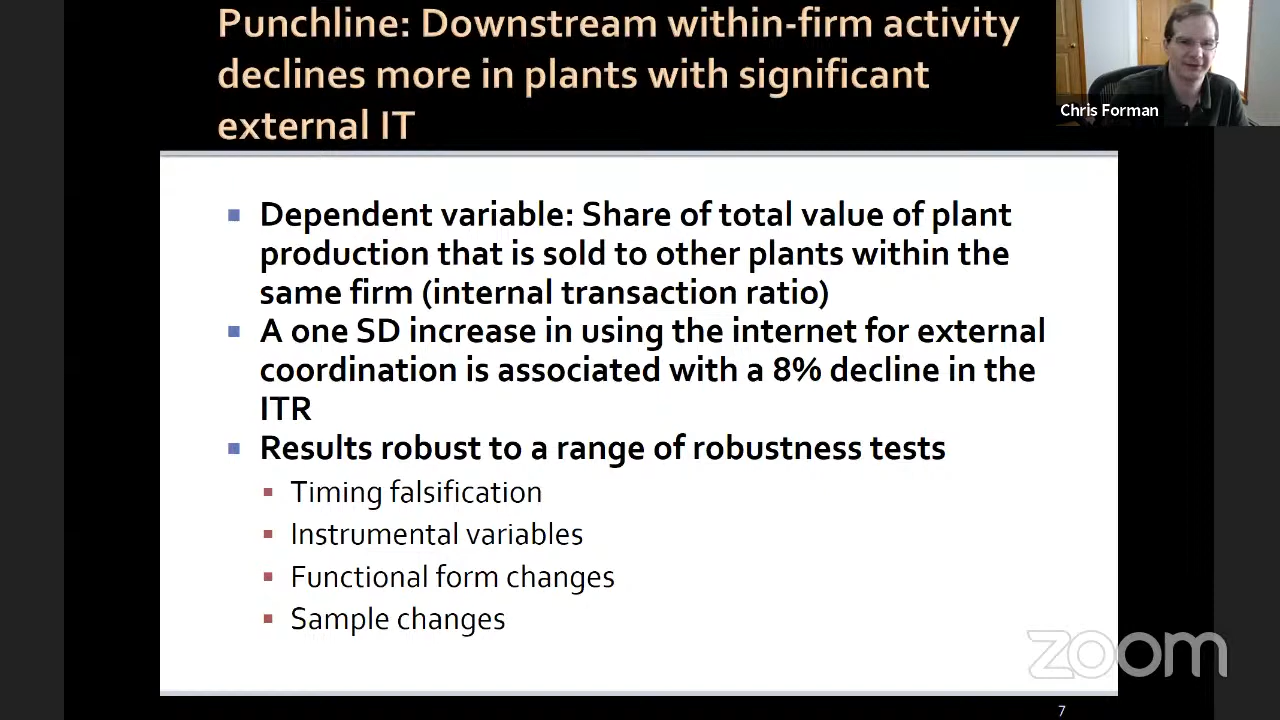 Punchline: Downstream within-firm activity
declines more in plants with significant
external IT
Chris Forman
Dependent variable: Share of total value of plant
production that is sold to other plants within the
same firm (internal transaction ratio)
A one SD increase in using the internet for external
coordination is associated with a 8% decline in the
ITR
Results robust to a range of robustness tests
Timing falsification
Instrumental variables
Functional form changes
Sample changes
zoom
7